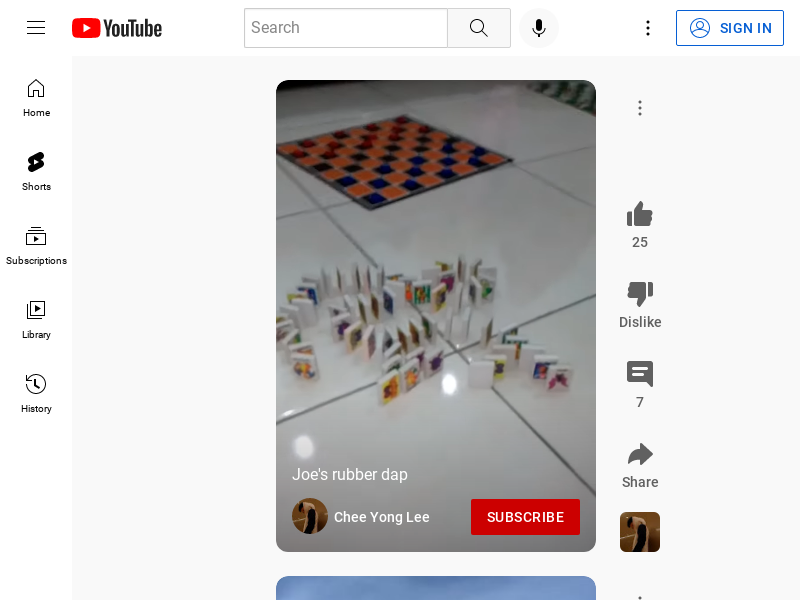 YouTube
Search
SIGN IN
Home
Shorts
Subscriptions
Library
History
25
Dislike
7
Share
Joe's rubber dap
Chee Yong Lee
SUBSCRIBE